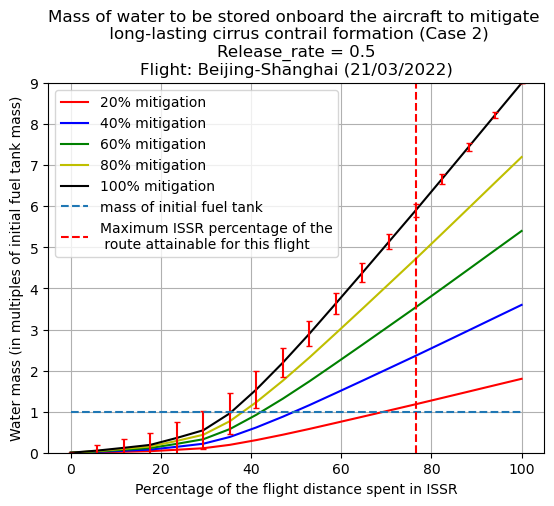 Mass of water to be stored onboard the aircraft to mitigate
long-lasting cirrus contrail formation (Case 2)
Release_rate = 0.5
Flight: Beijing-Shanghai (21/03/2022)
Water mass (in multiples of initial fuel tank mass)
9
8
7
6
5
4
3
2
1
0
20% mitigation
40% mitigation
60% mitigation
80% mitigation
100% mitigation
mass of initial fuel tank
Maximum ISSR percentage of the
route attainable for this flight
0
20
40
60
80
100
Percentage of the flight distance spent in ISSR